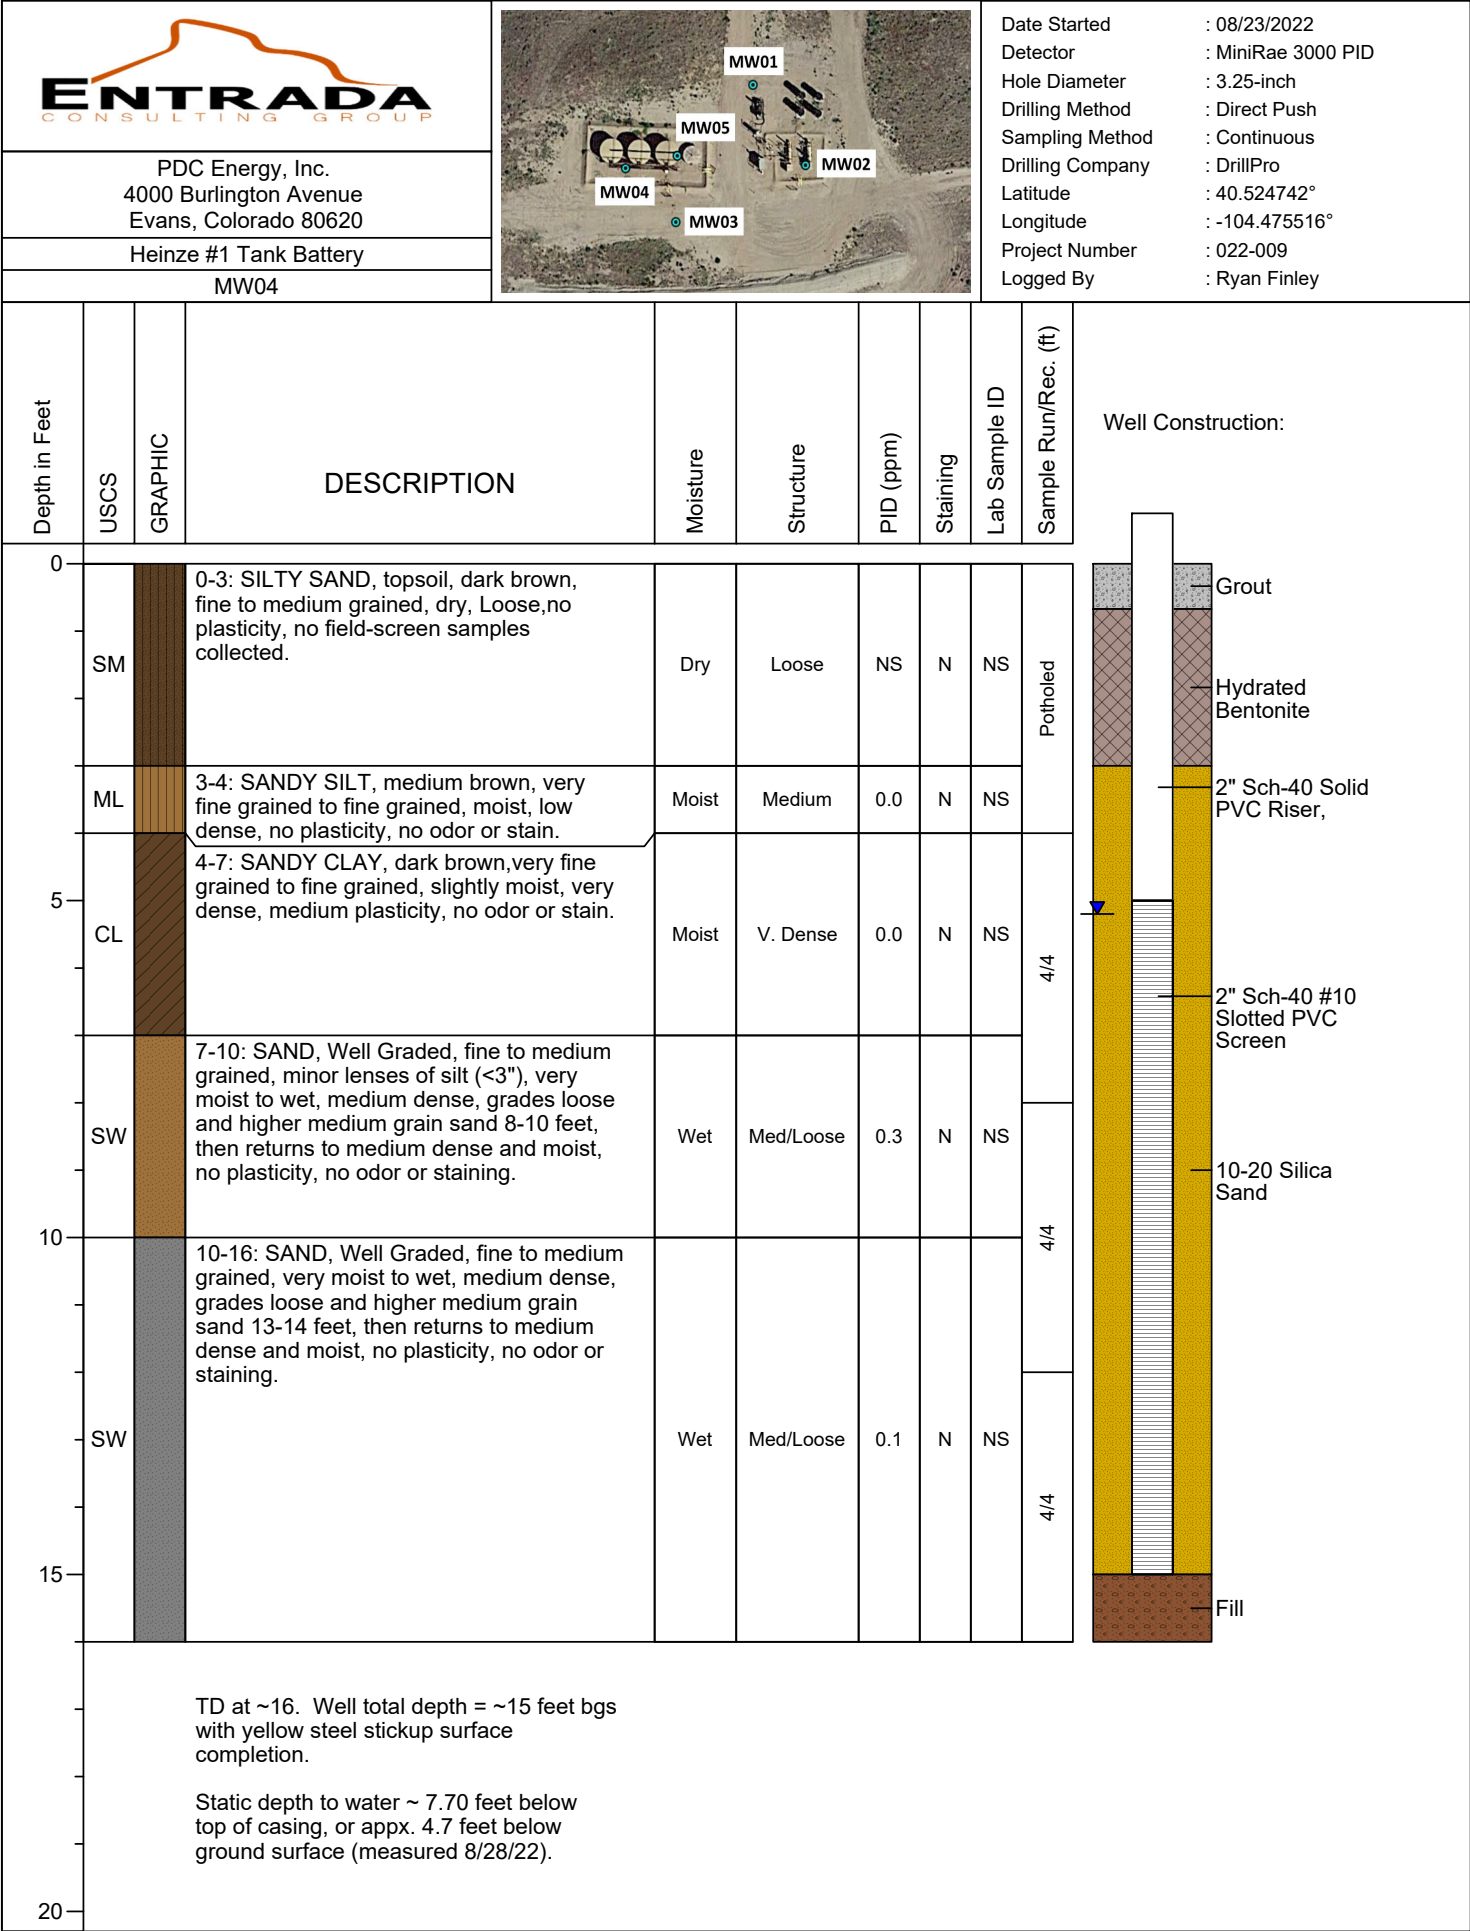 ENTRADA
CONSULTING GROUP
PDC Energy, Inc.
4000 Burlington Avenue
Evans, Colorado 80620
Heinze #1 Tank Battery
MW04
MW01
MW05
MW02
MW04
MW03
Date Started : 08/23/2022
Detector : MiniRae 3000 PID
Hole Diameter : 3.25-inch
Drilling Method : Direct Push
Sampling Method : Continuous
Drilling Company : DrillPro
Latitude : 40.524742°
Longitude : -104.475516°
Project Number : 022-009
Logged By : Ryan Finley
Depth in Feet
USCS
GRAPHIC
DESCRIPTION
Moisture
Structure
PID (ppm)
Staining
Lab Sample ID
Sample Run/Rec. (ft)
Well Construction:
0
5
10
15
20
SM
0-3: SILTY SAND, topsoil, dark brown,
fine to medium grained, dry, Loose,no
plasticity, no field-screen samples
collected.
Dry Loose NS N NS
Potholed
ML
3-4: SANDY SILT, medium brown, very
fine grained to fine grained, moist, low
dense, no plasticity, no odor or stain.
Moist Medium 0.0 N NS
CL
4-7: SANDY CLAY, dark brown,very fine
grained to fine grained, slightly moist, very
dense, medium plasticity, no odor or stain.
Moist V. Dense 0.0 N NS
4/4
SW
7-10: SAND, Well Graded, fine to medium
grained, minor lenses of silt (<3"), very
moist to wet, medium dense, grades loose
and higher medium grain sand 8-10 feet,
then returns to medium dense and moist,
no plasticity, no odor or staining.
Wet Med/Loose 0.3 N NS
4/4
SW
10-16: SAND, Well Graded, fine to medium
grained, very moist to wet, medium dense,
grades loose and higher medium grain
sand 13-14 feet, then returns to medium
dense and moist, no plasticity, no odor or
staining.
Wet Med/Loose 0.1 N NS
4/4
Grout
Hydrated
Bentonite
2" Sch-40 Solid
PVC Riser,
2" Sch-40 #10
Slotted PVC
Screen
10-20 Silica
Sand
Fill
TD at ~16. Well total depth = ~15 feet bgs
with yellow steel stickup surface
completion.
Static depth to water ~ 7.70 feet below
top of casing, or appx. 4.7 feet below
ground surface (measured 8/28/22).